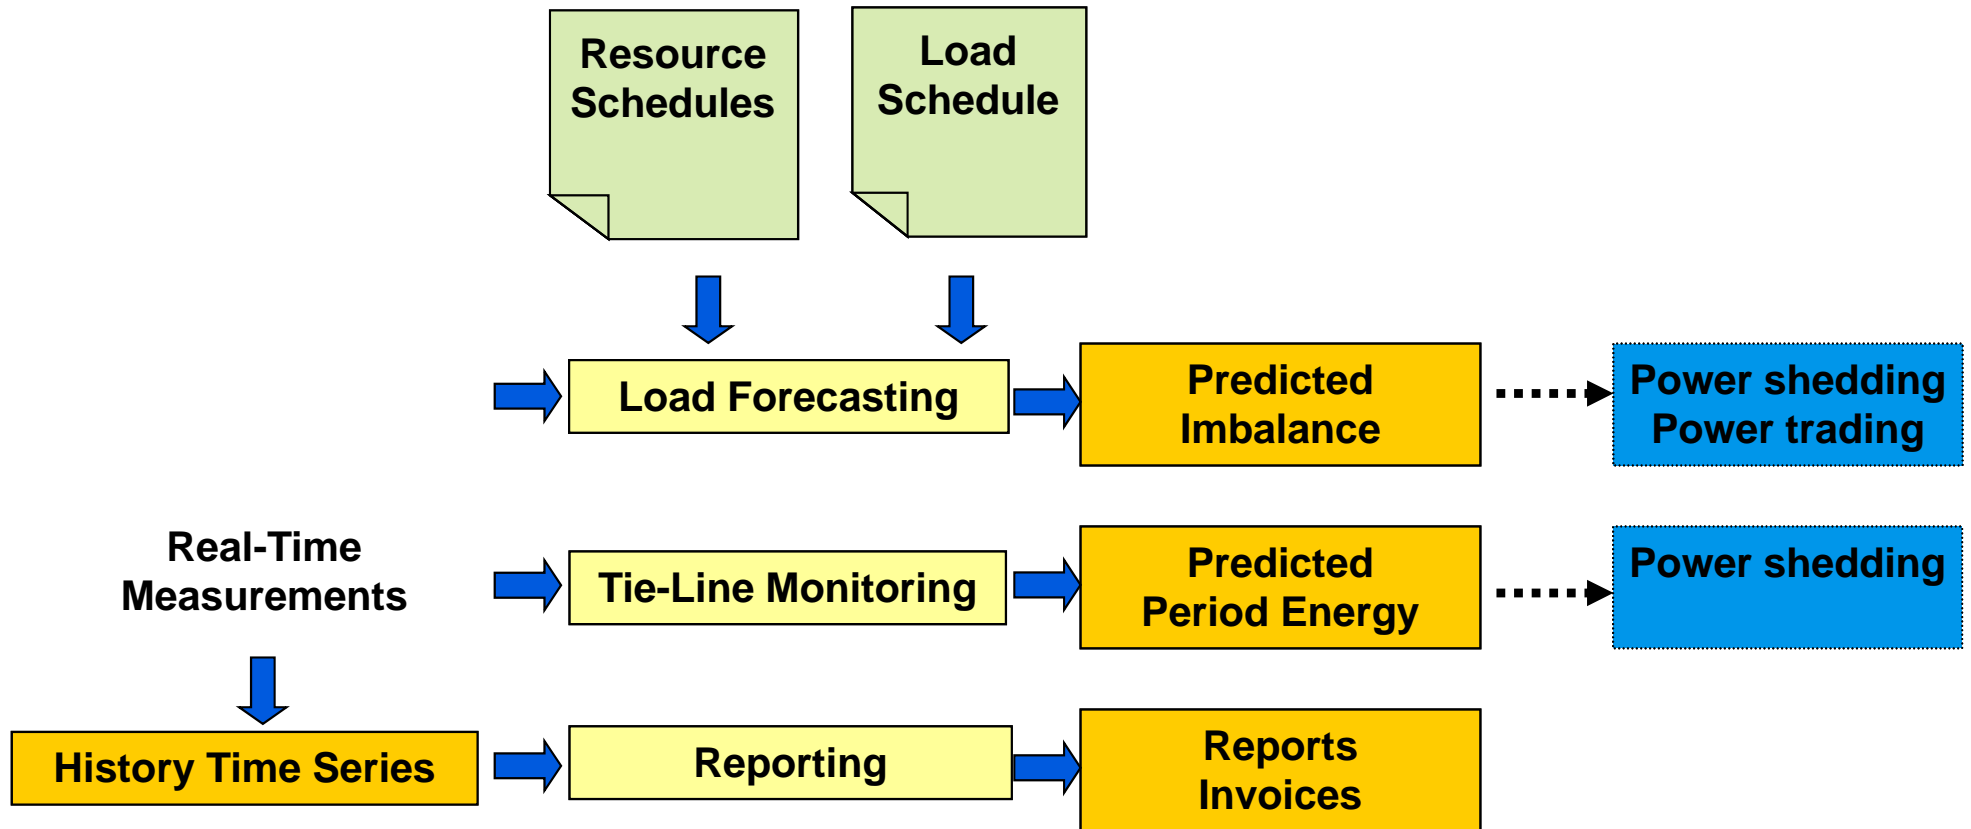 Resource
Schedules
Load
Schedule
Load Forecasting
Predicted
Imbalance
Power shedding
Power trading
Real-Time
Measurements
Tie-Line Monitoring
Predicted
Period Energy
Power shedding
History Time Series
Reporting
Reports
Invoices